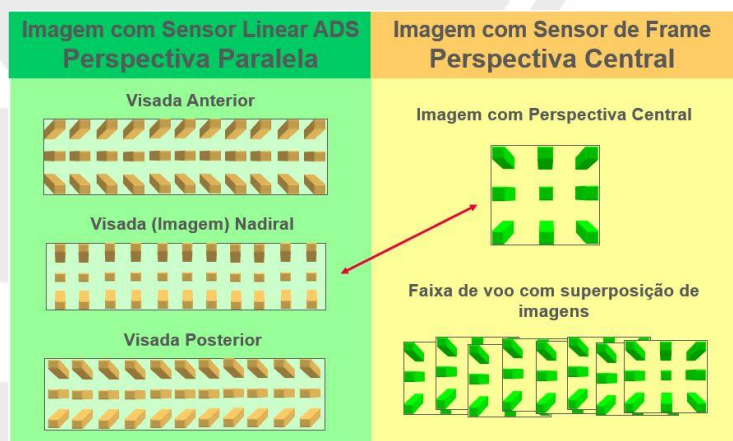 Imagem com Sensor Linear ADS
Perspectiva Paralela
Visada Anterior
Visada (Imagem) Nadiral
Visada Posterior
Imagem com Sensor de Frame
Perspectiva Central
Imagem com Perspectiva Central
Faixa de voo com superposição de
imagens